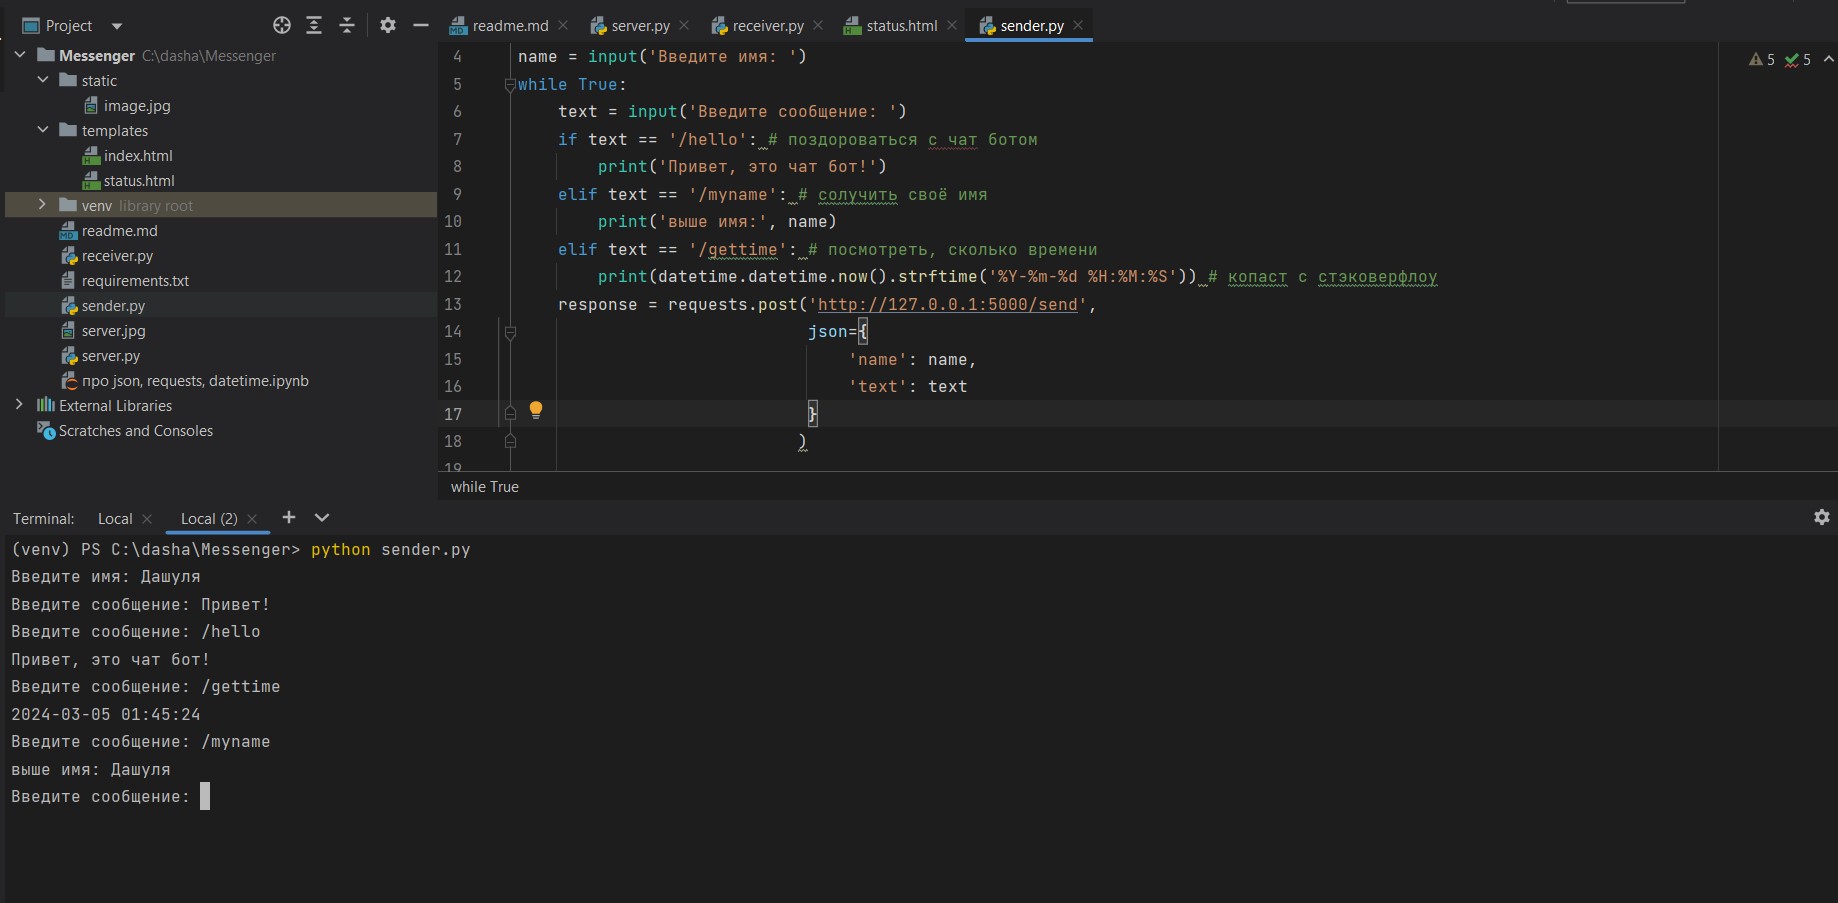 Project
readme.md
server.py
receiver.py
status.html
sender.py
Messenger C:\dasha\Messenger
static
image.jpg
templates
index.html
status.html
venv library root
readme.md
receiver.py
requirements.txt
sender.py
server.jpg
server.py
про json, requests, datetime.ipynb
External Libraries
Scratches and Consoles
5 5
4 name = input('Введите имя: ')
5 while True:
6 text = input('Введите сообщение: ')
7 if text == '/hello': # поздороваться с чат ботом
8 print('Привет, это чат бот!')
9 elif text == '/myname': # солучить своё имя
10 print('выше имя:', name)
11 elif text == '/gettime': # посмотреть, сколько времени
12 print(datetime.datetime.now().strftime('%Y-%m-%d %H:%M:%S')) # копаст с стэковерфлоу
13 response = requests.post('http://127.0.0.1:5000/send',
14 json={
15 'name': name,
16 'text': text
17 }
18 )
19
while True
Terminal: Local Local (2)
(venv) PS C:\dasha\Messenger> python sender.py
Введите имя: Дашуля
Введите сообщение: Привет!
Введите сообщение: /hello
Привет, это чат бот!
Введите сообщение: /gettime
2024-03-05 01:45:24
Введите сообщение: /myname
выше имя: Дашуля
Введите сообщение: